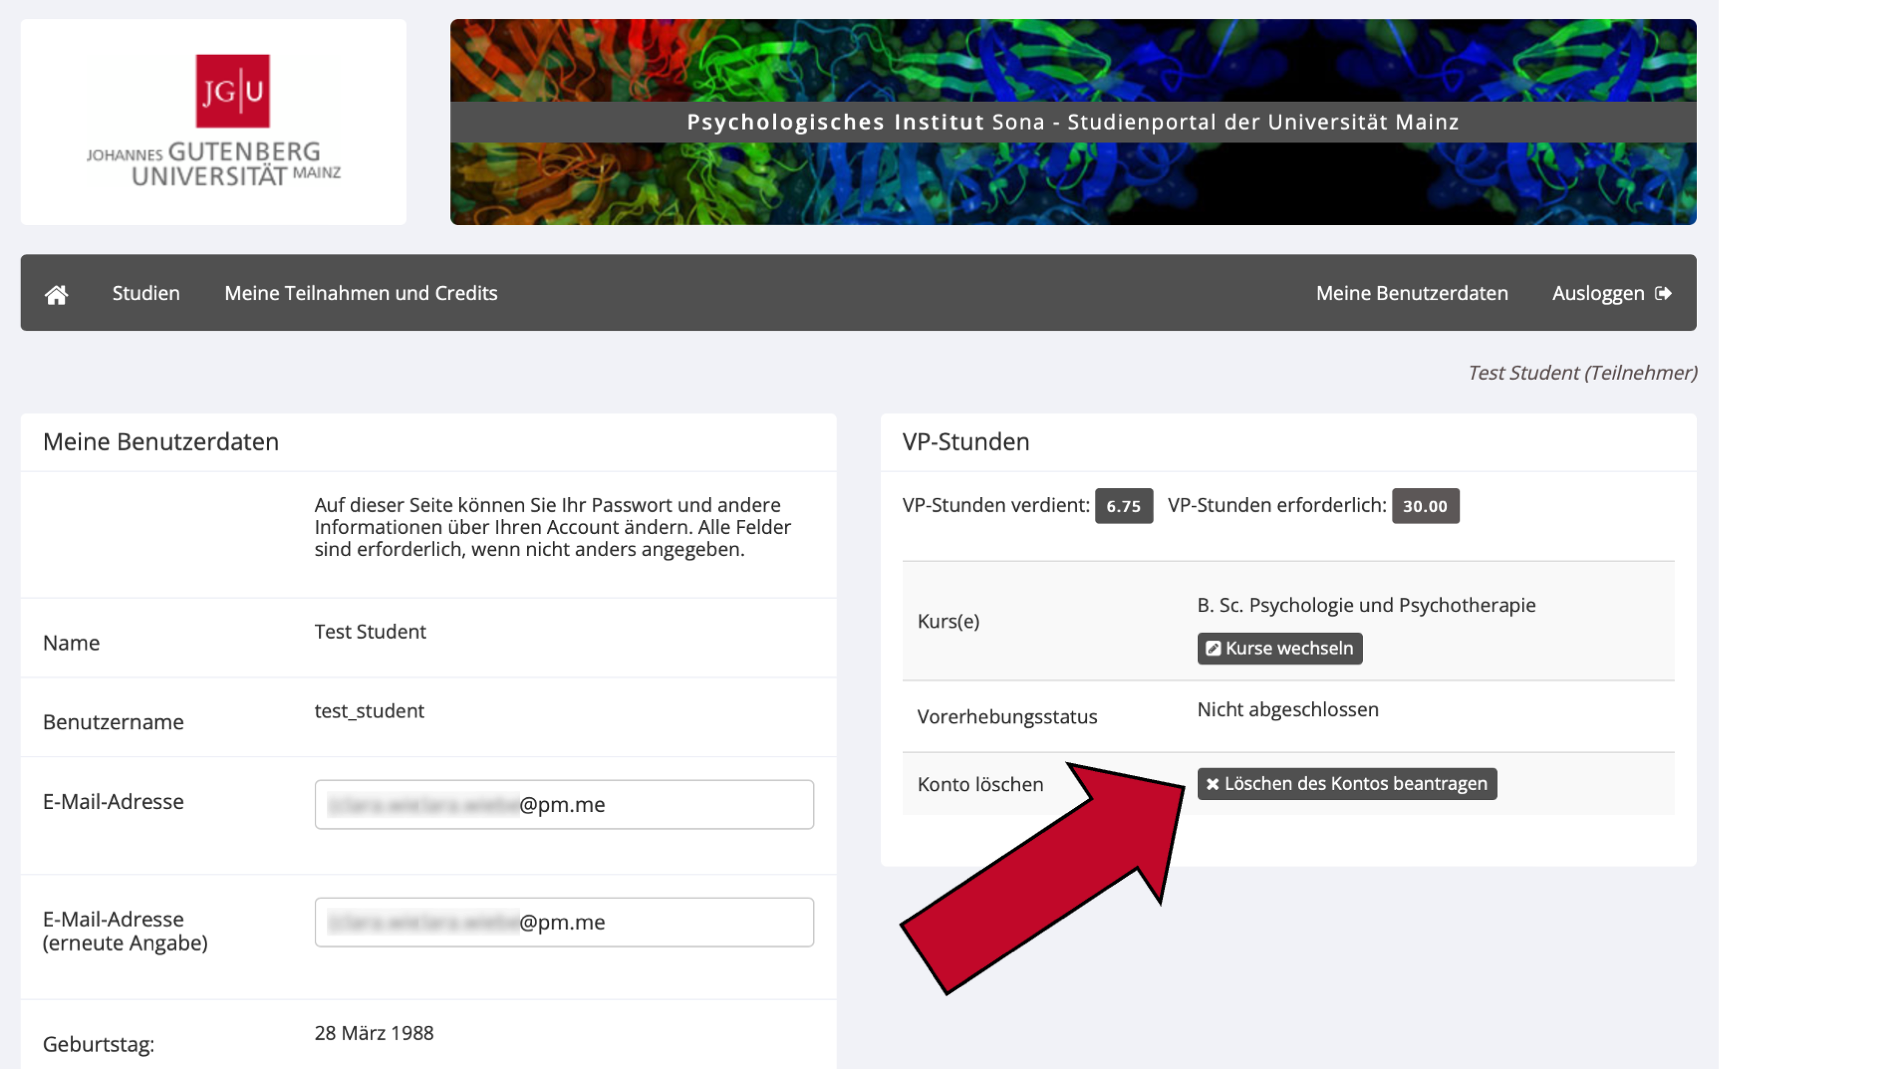 JG|U
JOHANNES GUTENBERG
UNIVERSITÄT MAINZ
Psychologisches Institut Sona - Studienportal der Universität Mainz
Studien
Meine Teilnahmen und Credits
Meine Benutzerdaten
Ausloggen
Test Student (Teilnehmer)
Meine Benutzerdaten
Auf dieser Seite können Sie Ihr Passwort und andere
Informationen über Ihren Account ändern. Alle Felder
sind erforderlich, wenn nicht anders angegeben.
Name
Test Student
Benutzername
test_student
E-Mail-Adresse
@pm.me
E-Mail-Adresse
(erneute Angabe)
@pm.me
Geburtstag:
28 März 1988
VP-Stunden
VP-Stunden verdient: 6.75 VP-Stunden erforderlich: 30.00
Kurs(e)
B. Sc. Psychologie und Psychotherapie
Kurse wechseln
Vorerhebungsstatus
Nicht abgeschlossen
Konto löschen
Löschen des Kontos beantragen